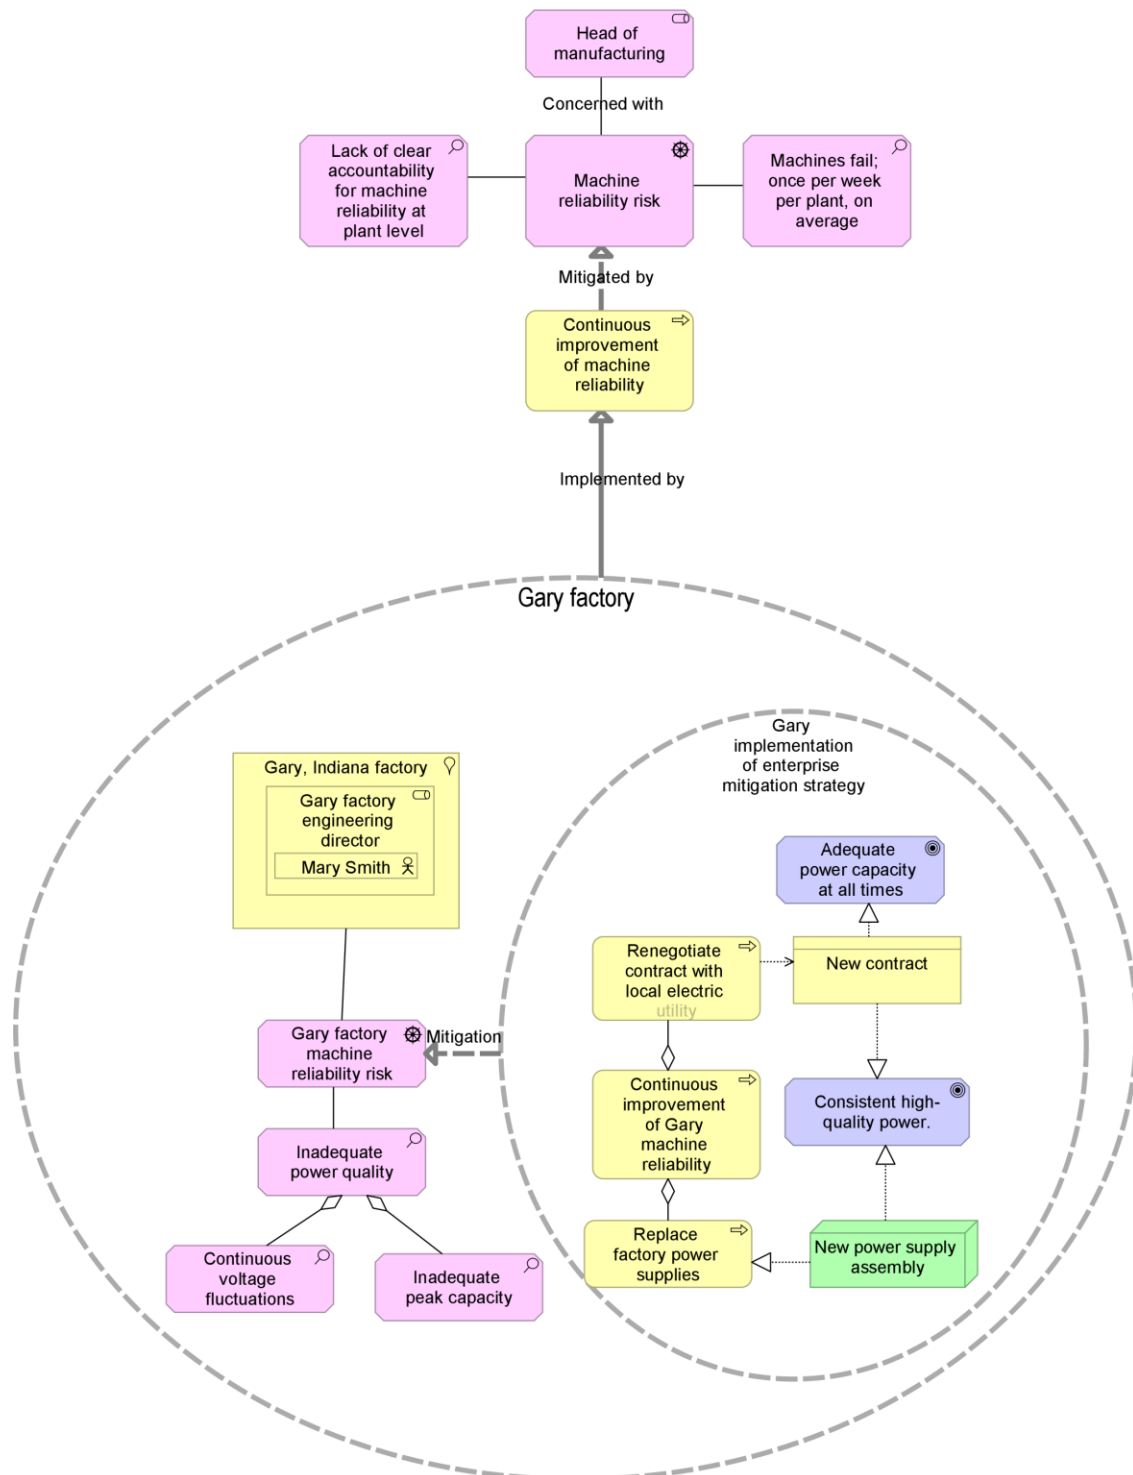 Head of
manufacturing
Concerned with
Lack of clear
accountability
for machine
reliability at
plant level
Machine
reliability risk
Machines fail;
once per week
per plant, on
average
Mitigated by
Continuous
improvement
of machine
reliability
Implemented by
Gary factory
Gary
implementation
of enterprise
mitigation strategy
Gary, Indiana factory
Gary factory
engineering
director
Mary Smith
Adequate
power capacity
at all times
Renegotiate
contract with
local electric
utility
New contract
Gary factory
machine
reliability risk
Mitigation
Continuous
improvement
of Gary
machine
reliability
Consistent high-
quality power.
Inadequate
power quality
Continuous
voltage
fluctuations
Inadequate
peak capacity
Replace
factory power
supplies
New power supply
assembly